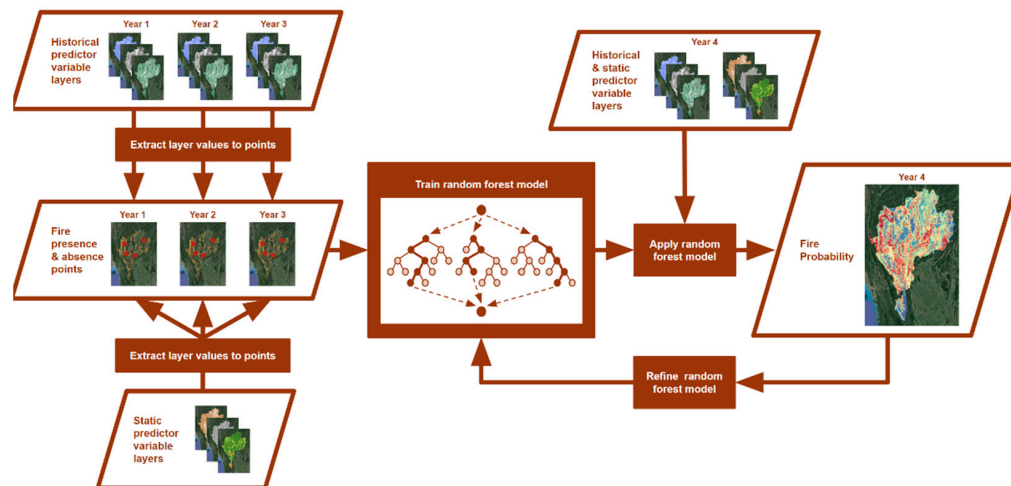 Year 1
Year 2
Year 3
Historical
predictor
variable
layers
Extract layer values to points
Year 1
Year 2
Year 3
Fire
presence
& absence
points
Extract layer values to points
Static
predictor
variable
layers
Train random forest model
Year 4
Historical
& static
predictor
variable
layers
Apply random
forest model
Year 4
Fire
Probability
Refine random
forest model